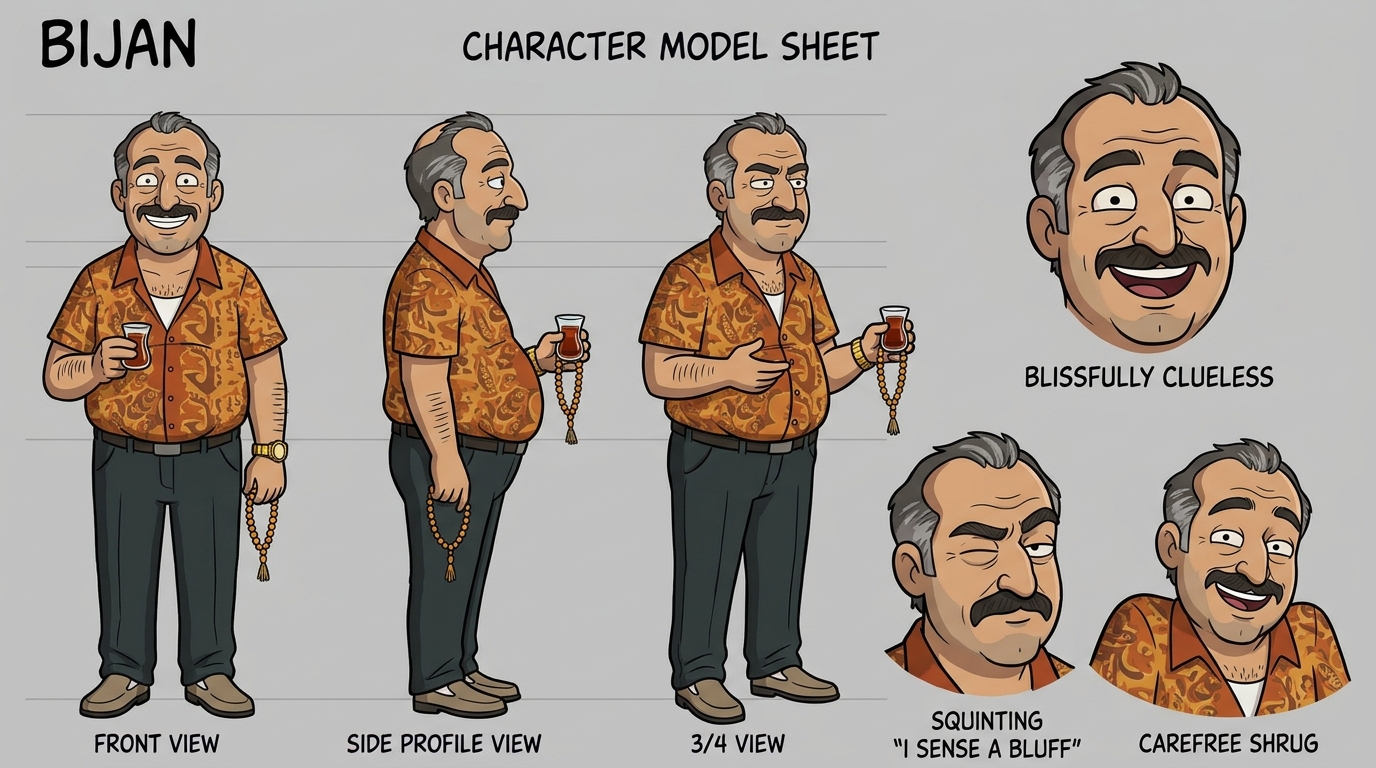 BIJAN
CHARACTER MODEL SHEET
BLISSFULLY CLUELESS
FRONT VIEW
SIDE PROFILE VIEW
3/4 VIEW
SQUINTING
"I SENSE A BLUFF"
CAREFREE SHRUG